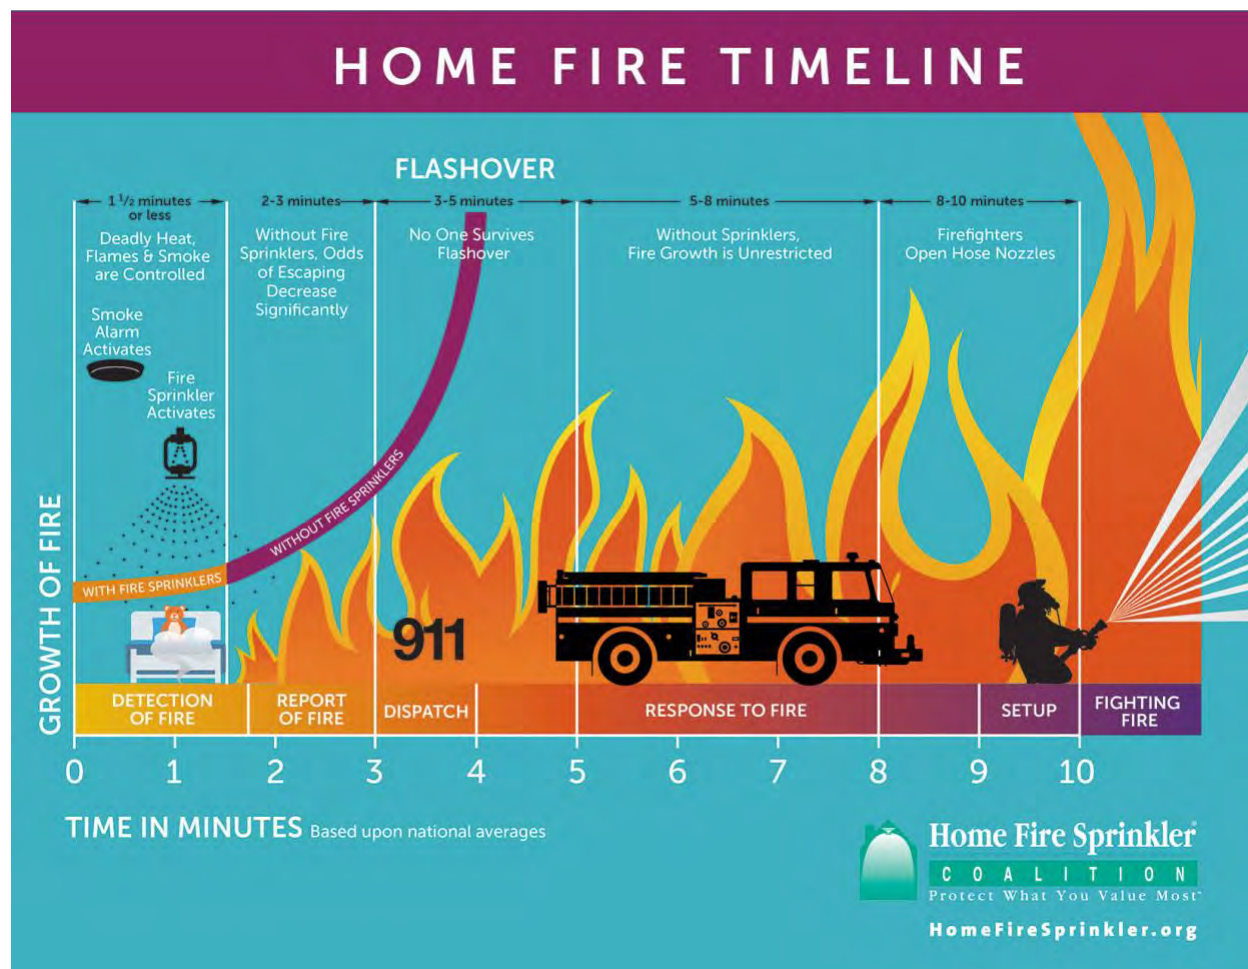 HOME FIRE TIMELINE
FLASHOVER
1 1/2 minutes
or less
2-3 minutes
3-5 minutes
5-8 minutes
8-10 minutes
Deadly Heat,
Flames & Smoke
are Controlled
Without Fire
Sprinklers, Odds
of Escaping
Decrease
Significantly
No One Survives
Flashover
Without Sprinklers,
Fire Growth is Unrestricted
Firefighters
Open Hose Nozzles
Smoke
Alarm
Activates
Fire
Sprinkler
Activates
GROWTH OF FIRE
WITH FIRE SPRINKLERS
WITHOUT FIRE SPRINKLERS
911
DETECTION
OF FIRE
REPORT
OF FIRE
DISPATCH
RESPONSE TO FIRE
SETUP
FIGHTING
FIRE
0 1 2 3 4 5 6 7 8 9 10
TIME IN MINUTES Based upon national averages
Home Fire Sprinkler®
COALITION
Protect What You Value Most™
HomeFireSprinkler.org